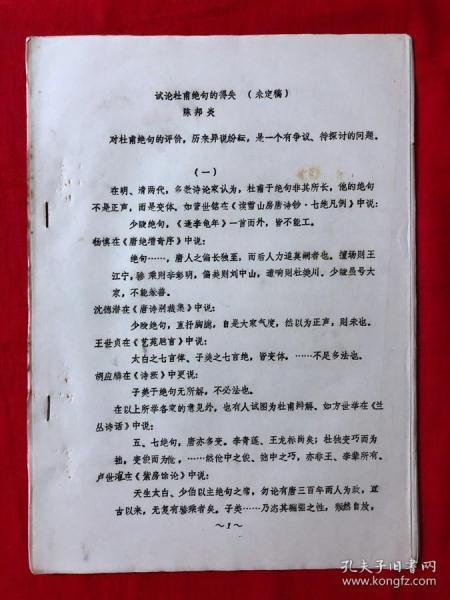 试论杜甫绝句的得失 (未定稿)
陈邦炎
对杜甫绝句的评价，历来异说纷纭，是一个有争议、待探讨的问题。
(一)
在明、清两代，多数诗论家认为，杜甫于绝句非其所长，他的绝句
不是正声，而是变体。如管世铭在《读雪山房唐诗钞·七绝凡例》中说：
少陵绝句，《逢李龟年》一首而外，皆不能工。
杨慎在《唐绝增奇序》中说：
绝句……，唐人之偏长独至，而后人力追莫嗣者也。擅场则王
江宁，骖乘则李彰明，偏美则刘中山，遗响则杜樊川。少陵虽号大
家，不能兼善。
沈德潜在《唐诗别裁集》中说：
少陵绝句，直抒胸臆，自是大家气度，然以为正声，则未也。
王世贞在《艺苑卮言》中说：
太白之七言律、子美之七言绝，皆变体。……不足多法也。
胡应麟在《诗薮》中更说：
子美于绝句无所解，不必法也。
在以上所举各家的意见外，也有人试图为杜甫辩解。如方世举在《兰
丛诗话》中说：
五、七绝句，唐亦多变。李青莲、王龙标尚矣；杜独变巧而为
拙，变俊而为伧，……然伧中之俊，拙中之巧，亦非王、李辈所有。
卢世㴶在《紫房馀论》中说：
天生太白、少伯以主绝句之席，勿论有唐三百年两人为政，亘
古以来，无复有骖乘者矣。子美……乃恣其倔强之性，颓然自放，
～1～
孔夫子旧书网
www.kongfz.com